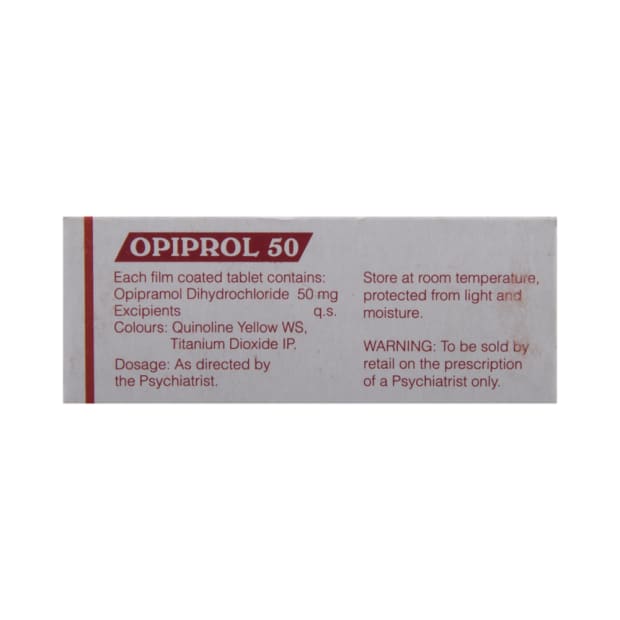 OPIPROL 50
Each film coated tablet contains:
Opipramol Dihydrochloride 50 mg
Excipients q.s.
Colours: Quinoline Yellow WS,
Titanium Dioxide IP.
Dosage: As directed by
the Psychiatrist.
Store at room temperature,
protected from light and
moisture.
WARNING: To be sold by
retail on the prescription
of a Psychiatrist only.